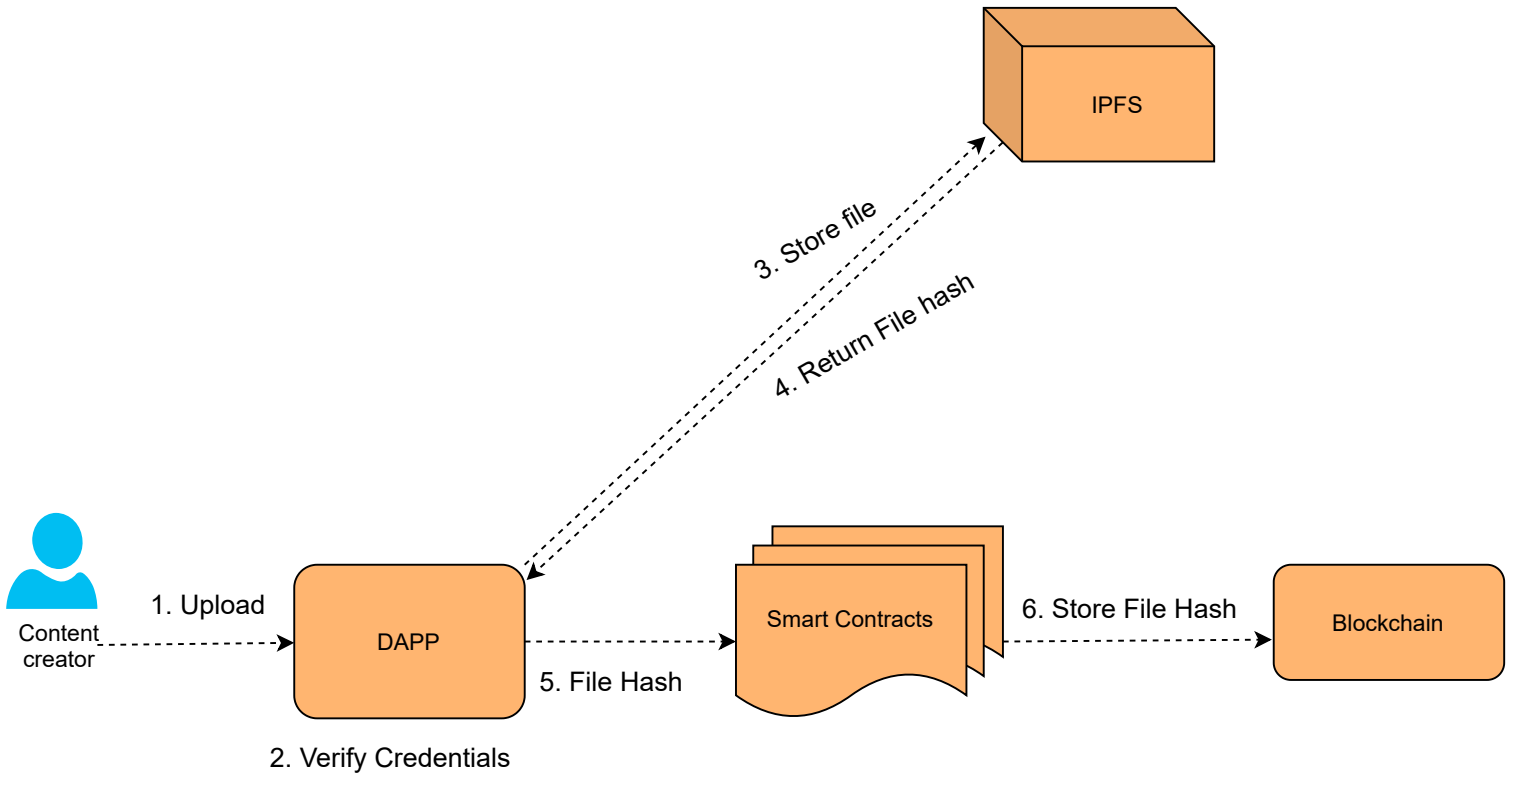 IPFS
3. Store file
4. Return File hash
1. Upload
Content
creator
DAPP
Smart Contracts
6. Store File Hash
Blockchain
5. File Hash
2. Verify Credentials